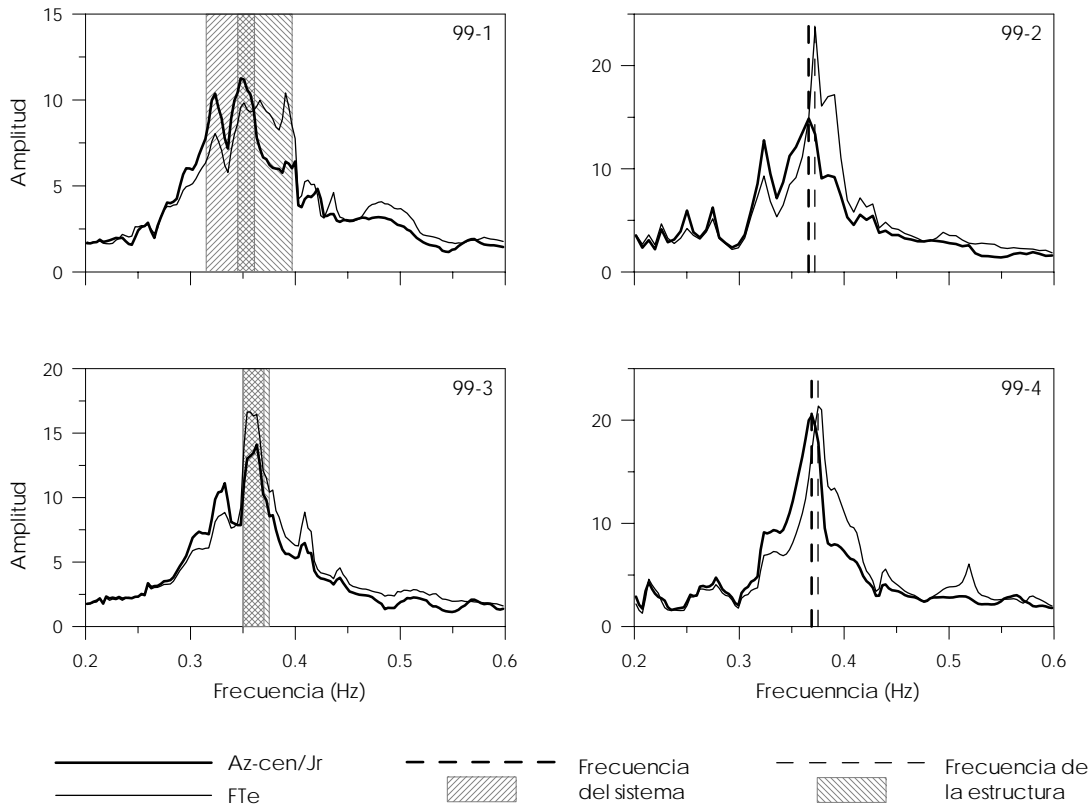 15
10
5
0
Amplitud
99-1
20
10
0
99-2
20
15
10
5
0
Amplitud
99-3
0.2 0.3 0.4 0.5 0.6
Frecuencia (Hz)
20
10
0
99-4
0.2 0.3 0.4 0.5 0.6
Frecuenncia (Hz)
Az-cen/Jr
FTe
Frecuencia
del sistema
Frecuencia de
la estructura